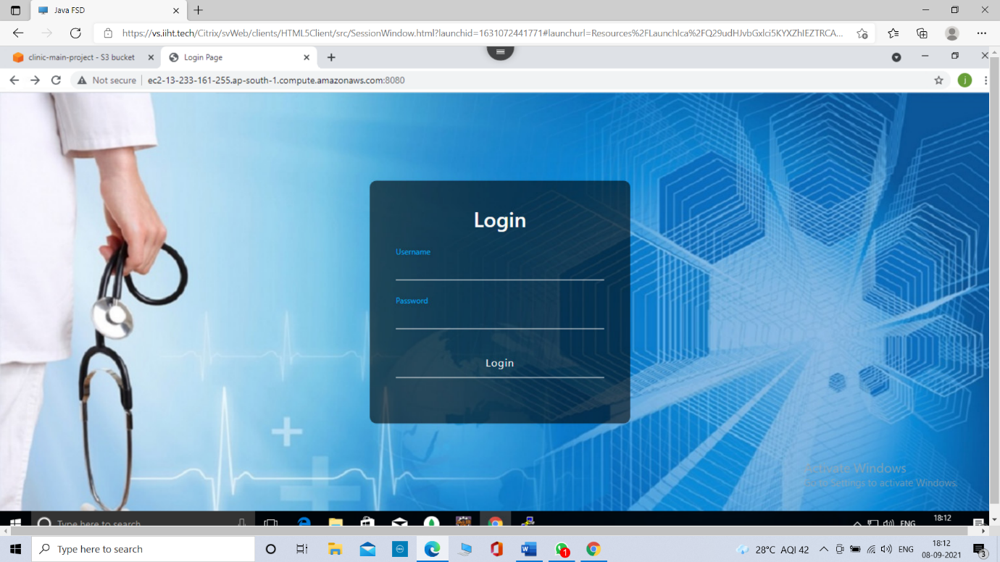 Java FSD
https://vs.iiht.tech/Citrix/svWeb/clients/HTML5Client/src/SessionWindow.html?launchid=1631072441771#launchurl=Resources%2FLaunchIca%2FQ29udHJvbGxlci5KYXZhIEZTRCA...
clinic-main-project - S3 bucket
Login Page
Not secure
ec2-13-233-161-255.ap-south-1.compute.amazonaws.com:8080
j
Login
Username
Password
Login
Activate Windows
Go to Settings to activate Windows.
Type here to search
ENG
18:12
Type here to search
1
28°C AQI 42
ENG
18:12
08-09-2021
3